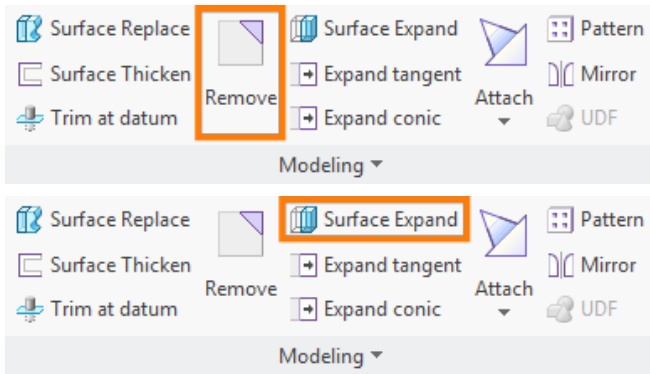 Surface Replace Surface Expand Pattern
Surface Thicken Remove Expand tangent Attach Mirror
Trim at datum Expand conic UDF
Modeling
Surface Replace Surface Expand Pattern
Surface Thicken Remove Expand tangent Attach Mirror
Trim at datum Expand conic UDF
Modeling